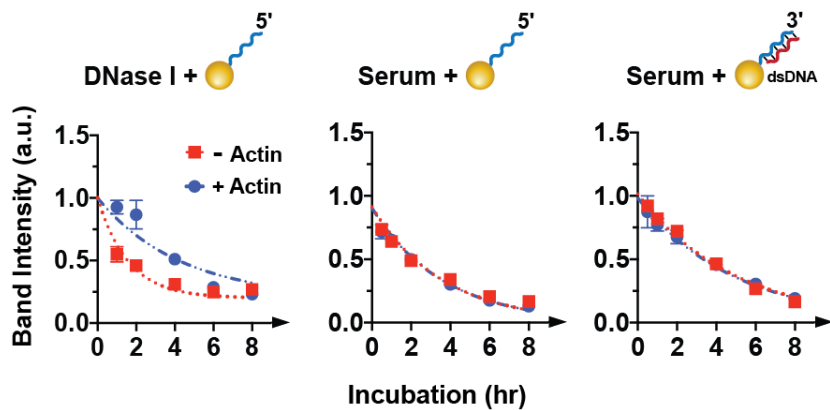 5'
DNase I +
5'
Serum +
3'
Serum +
dsDNA
Band Intensity (a.u.)
1.5
1.0
0.5
0.0
0 2 4 6 8
- Actin
+ Actin
1.5
1.0
0.5
0.0
0 2 4 6 8
1.5
1.0
0.5
0.0
0 2 4 6 8
Incubation (hr)